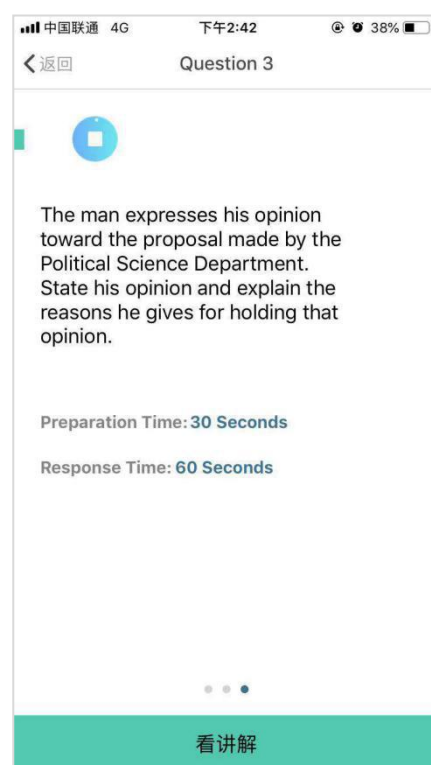 中国联通 4G 下午2:42 38%
返回 Question 3
The man expresses his opinion
toward the proposal made by the
Political Science Department.
State his opinion and explain the
reasons he gives for holding that
opinion.
Preparation Time: 30 Seconds
Response Time: 60 Seconds
看讲解